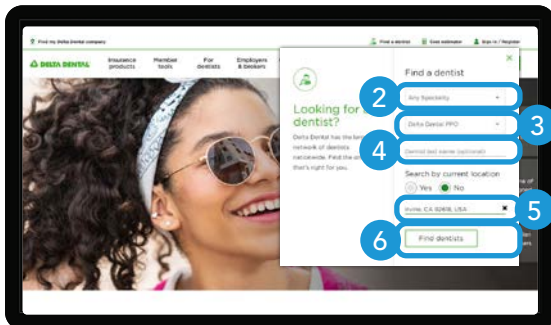 Find my Delta Dental company
Find a dentist
Cost estimator
Sign in / Register
DELTA DENTAL
Insurance products
Member tools
For dentists
Employers & brokers
Looking for a
dentist?
Delta Dental has the
network of dentists
nationwide. Find the
that's right for you.
Find a dentist
2
Any Specialty
3
Delta Dental PPO
4
Dentist last name (optional)
Search by current location
Yes
No
Irvine, CA 92618, USA
5
6
Find dentists